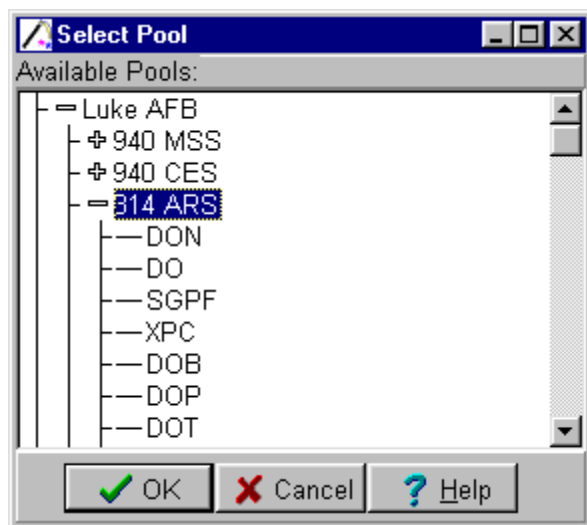 Select Pool
Available Pools:
Luke AFB
940 MSS
940 CES
314 ARS
DON
DO
SGPF
XPC
DOB
DOP
DOT
OK Cancel Help